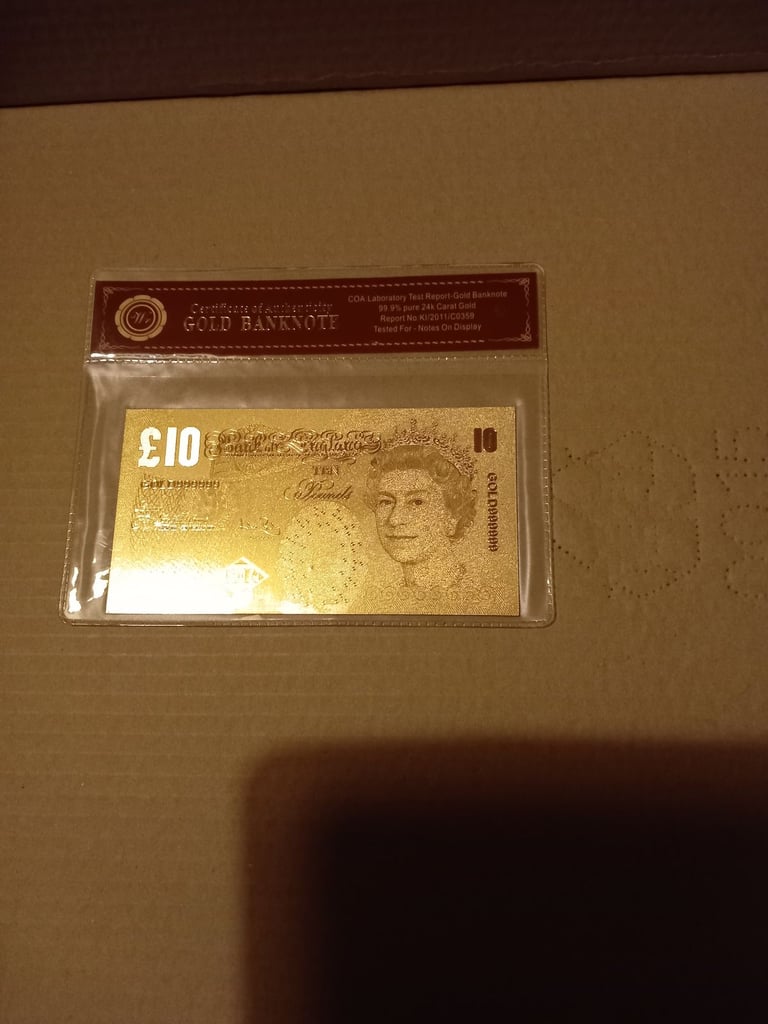 Certificate of Authenticity
GOLD BANKNOTE
COA Laboratory Test Report-Gold Banknote
99.9% pure 24k Carat Gold
Report No KI/2011/C0359
Tested For - Notes On Display
£10
Bank of England
10
TEN
Pounds
GOLD0000000